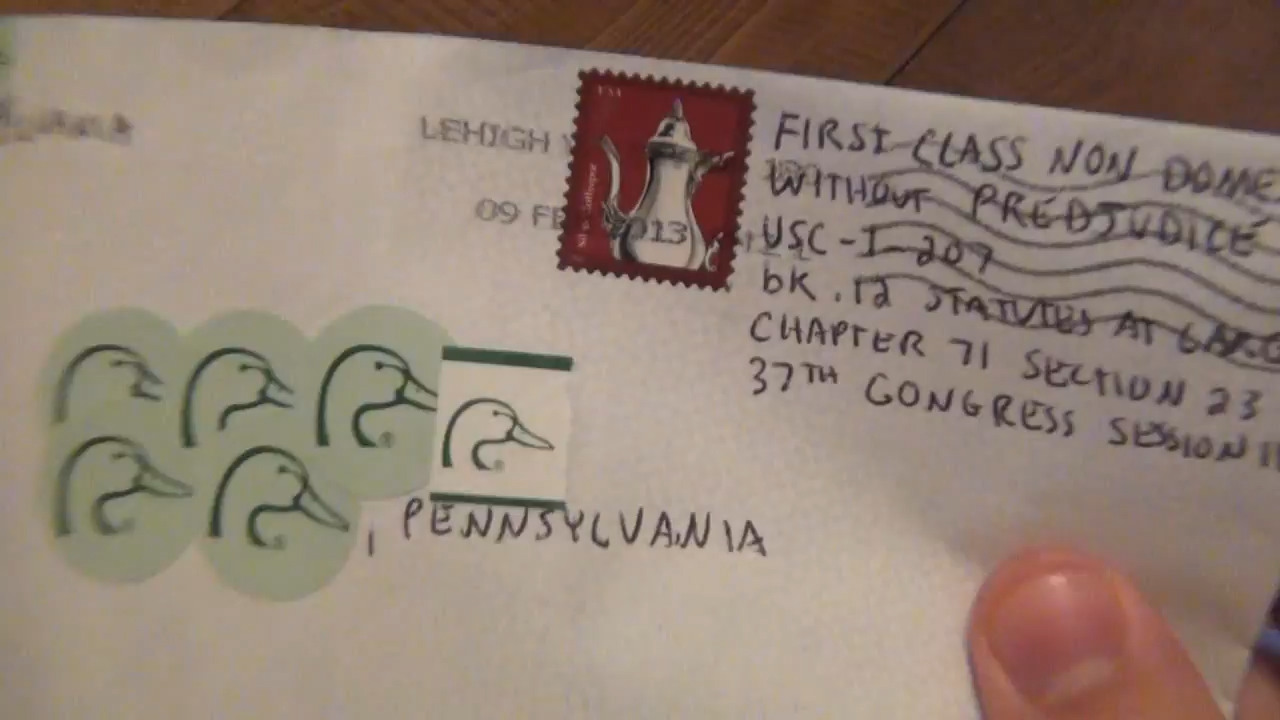 LEHIGH
09 FE 2013
FIRST CLASS NON DOME
WITHOUT PREDJUDICE
USC-1-207
BK. 12 STATUTES AT
CHAPTER 71 SECTION 23
37TH CONGRESS SESSION
, PENNSYLVANIA